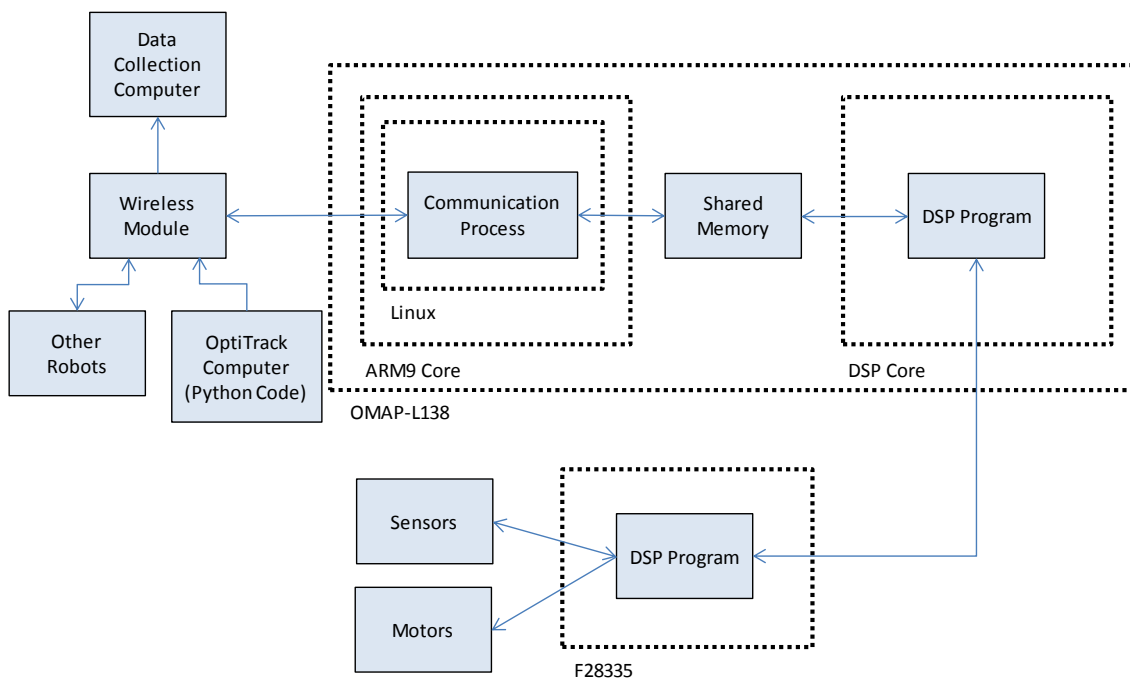 Data
Collection
Computer
Wireless
Module
Communication
Process
Shared
Memory
DSP Program
Linux
Other
Robots
OptiTrack
Computer
(Python Code)
ARM9 Core
DSP Core
OMAP-L138
Sensors
DSP Program
Motors
F28335